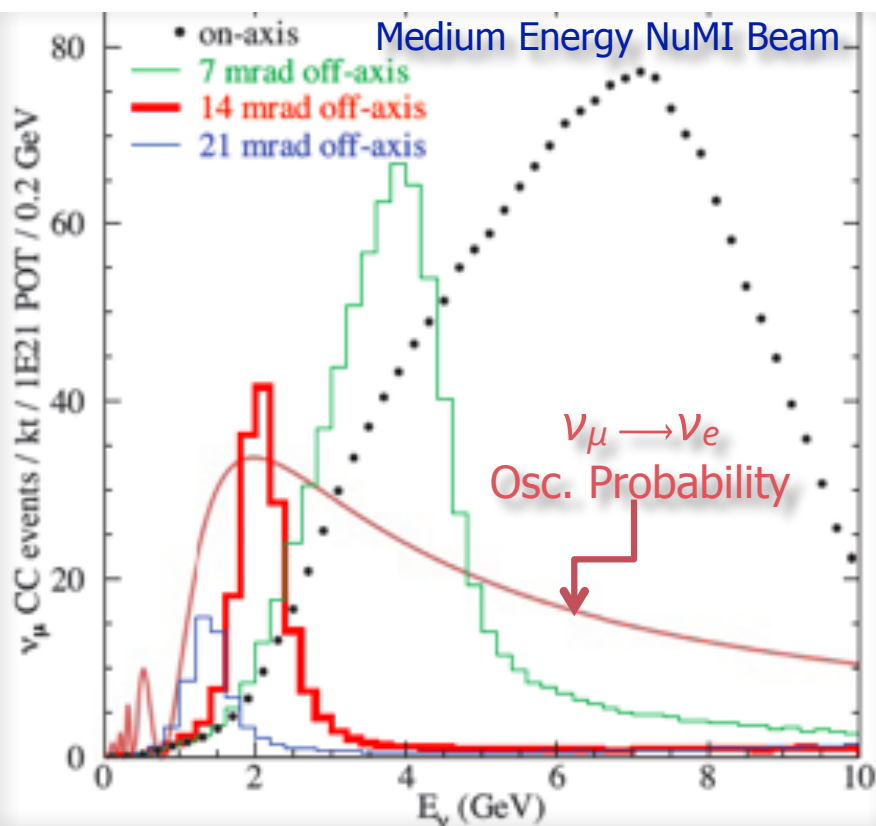 Medium Energy NuMI Beam
on-axis
7 mrad off-axis
14 mrad off-axis
21 mrad off-axis
νμ CC events / kt / 1E21 POT / 0.2 GeV
80
60
40
20
0
νμ → νe
Osc. Probability
0 2 4 6 8 10
Eν (GeV)